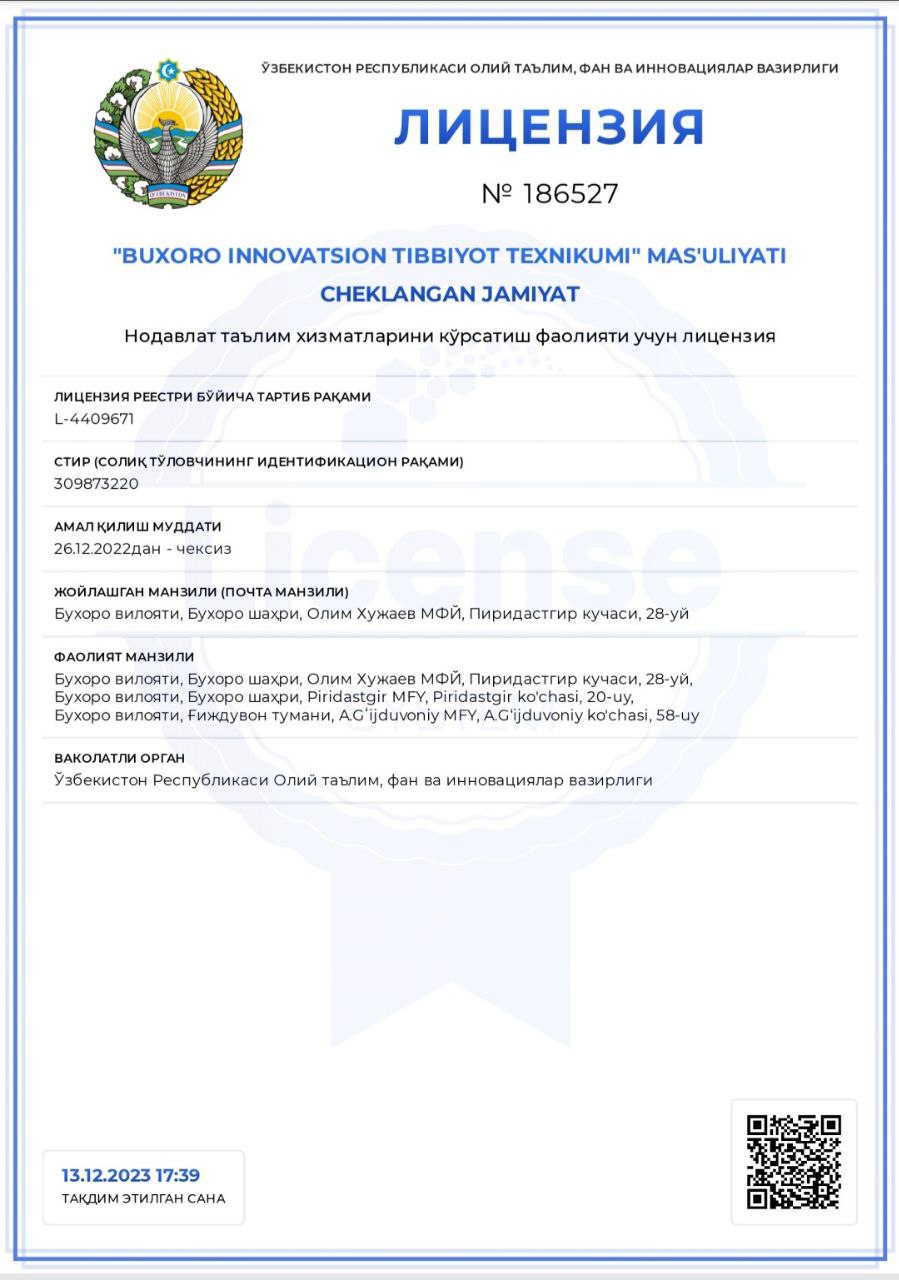 ЎЗБЕКИСТОН РЕСПУБЛИКАСИ ОЛИЙ ТАЪЛИМ, ФАН ВА ИННОВАЦИЯЛАР ВАЗИРЛИГИ
ЛИЦЕНЗИЯ
№ 186527
O'ZBEKISTON
"BUXORO INNOVATSION TIBBIYOT TEXNIKUMI" MAS'ULIYATI
CHEKLANGAN JAMIYAT
Нодавлат таълим хизматларини кўрсатиш фаолияти учун лицензия
ЛИЦЕНЗИЯ РЕЕСТРИ БЎЙИЧА ТАРТИБ РАҚАМИ
L-4409671
СТИР (СОЛИҚ ТЎЛОВЧИНИНГ ИДЕНТИФИКАЦИОН РАҚАМИ)
309873220
АМАЛ ҚИЛИШ МУДДАТИ
26.12.2022дан - чексиз
License
ЖОЙЛАШГАН МАНЗИЛИ (ПОЧТА МАНЗИЛИ)
Бухоро вилояти, Бухоро шаҳри, Олим Хужаев МФЙ, Пиридастгир кучаси, 28-уй
ФАОЛИЯТ МАНЗИЛИ
Бухоро вилояти, Бухоро шаҳри, Олим Хужаев МФЙ, Пиридастгир кучаси, 28-уй,
Бухоро вилояти, Бухоро шаҳри, Piridastgir MFY, Piridastgir ko'chasi, 20-uy,
Бухоро вилояти, Ғиждувон тумани, A.Gʻijduvoniy MFY, A.G‘ijduvoniy ko'chasi, 58-uy
ВАКОЛАТЛИ ОРГАН
Ўзбекистон Республикаси Олий таълим, фан ва инновациялар вазирлиги
13.12.2023 17:39
ТАҚДИМ ЭТИЛГАН САНА